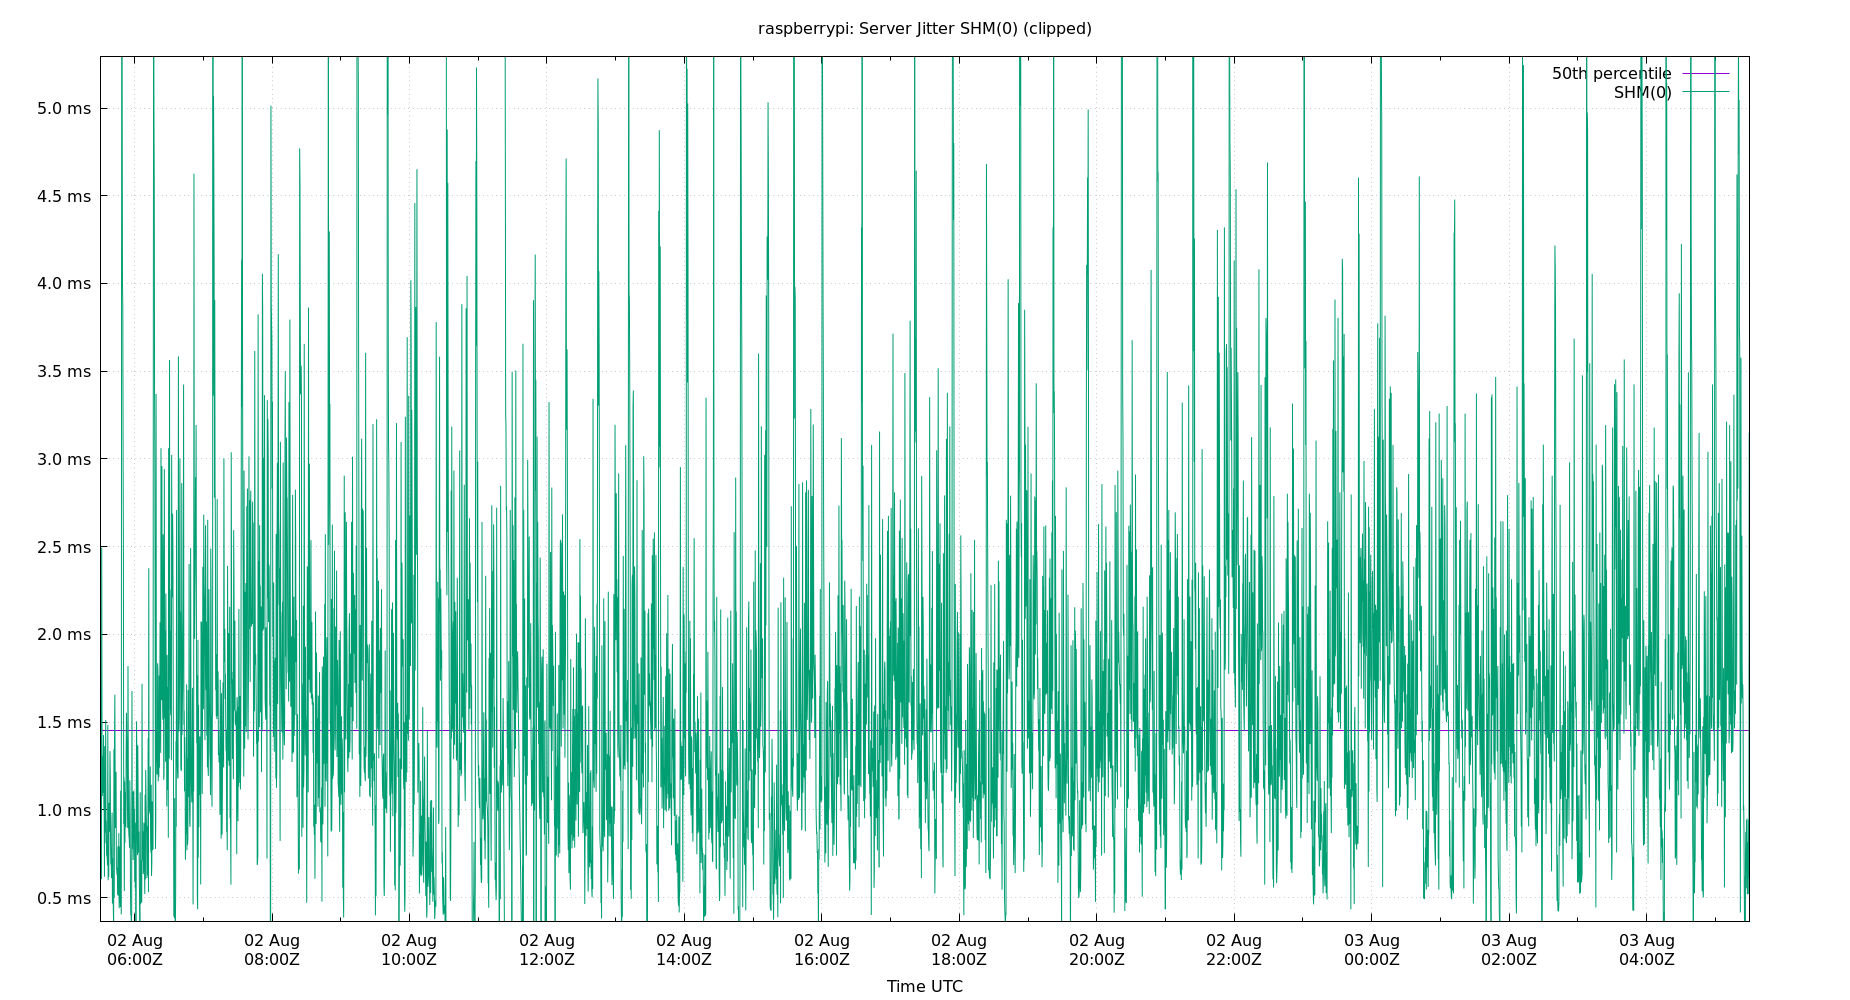 raspberrypi: Server Jitter SHM(0) (clipped)
50th percentile
SHM(0)
5.0 ms
4.5 ms
4.0 ms
3.5 ms
3.0 ms
2.5 ms
2.0 ms
1.5 ms
1.0 ms
0.5 ms
02 Aug 02 Aug 02 Aug 02 Aug 02 Aug 02 Aug 02 Aug 02 Aug 02 Aug 03 Aug 03 Aug 03 Aug
06:00Z 08:00Z 10:00Z 12:00Z 14:00Z 16:00Z 18:00Z 20:00Z 22:00Z 00:00Z 02:00Z 04:00Z
Time UTC